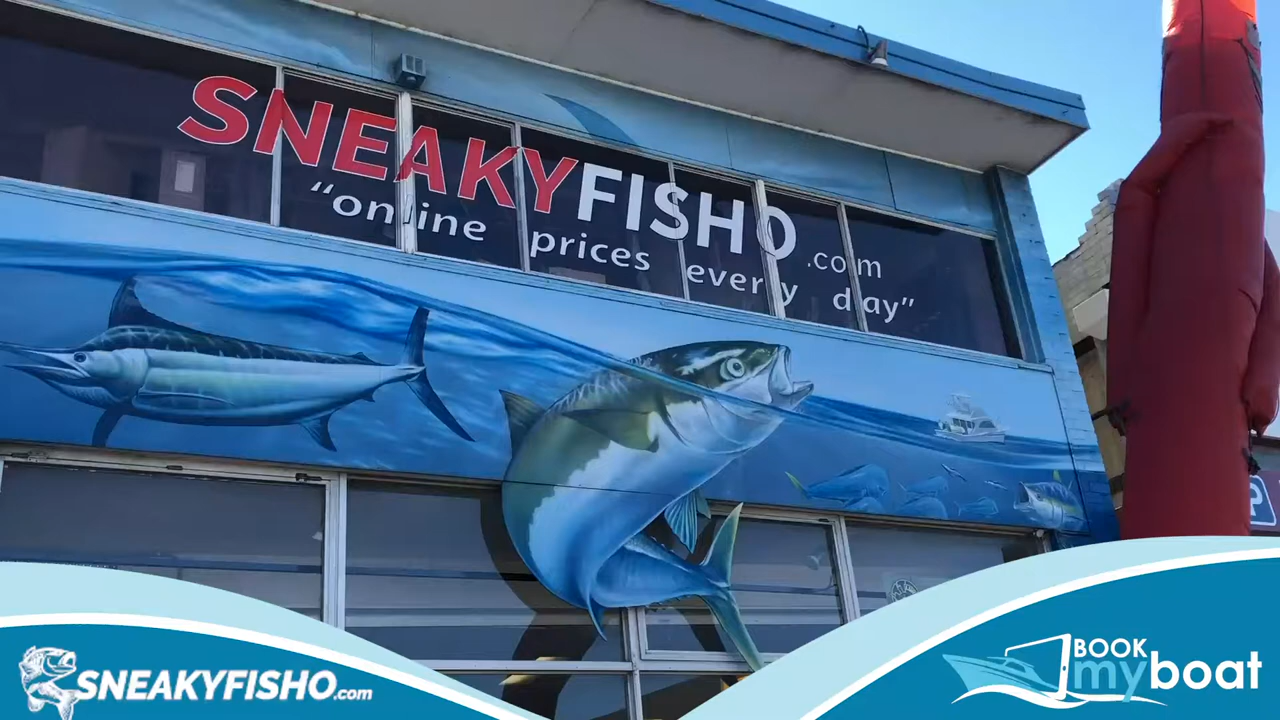 SNEAKYFISHO.com
“online prices every day”
P
SNEAKYFISHO.com
BOOK
myboat